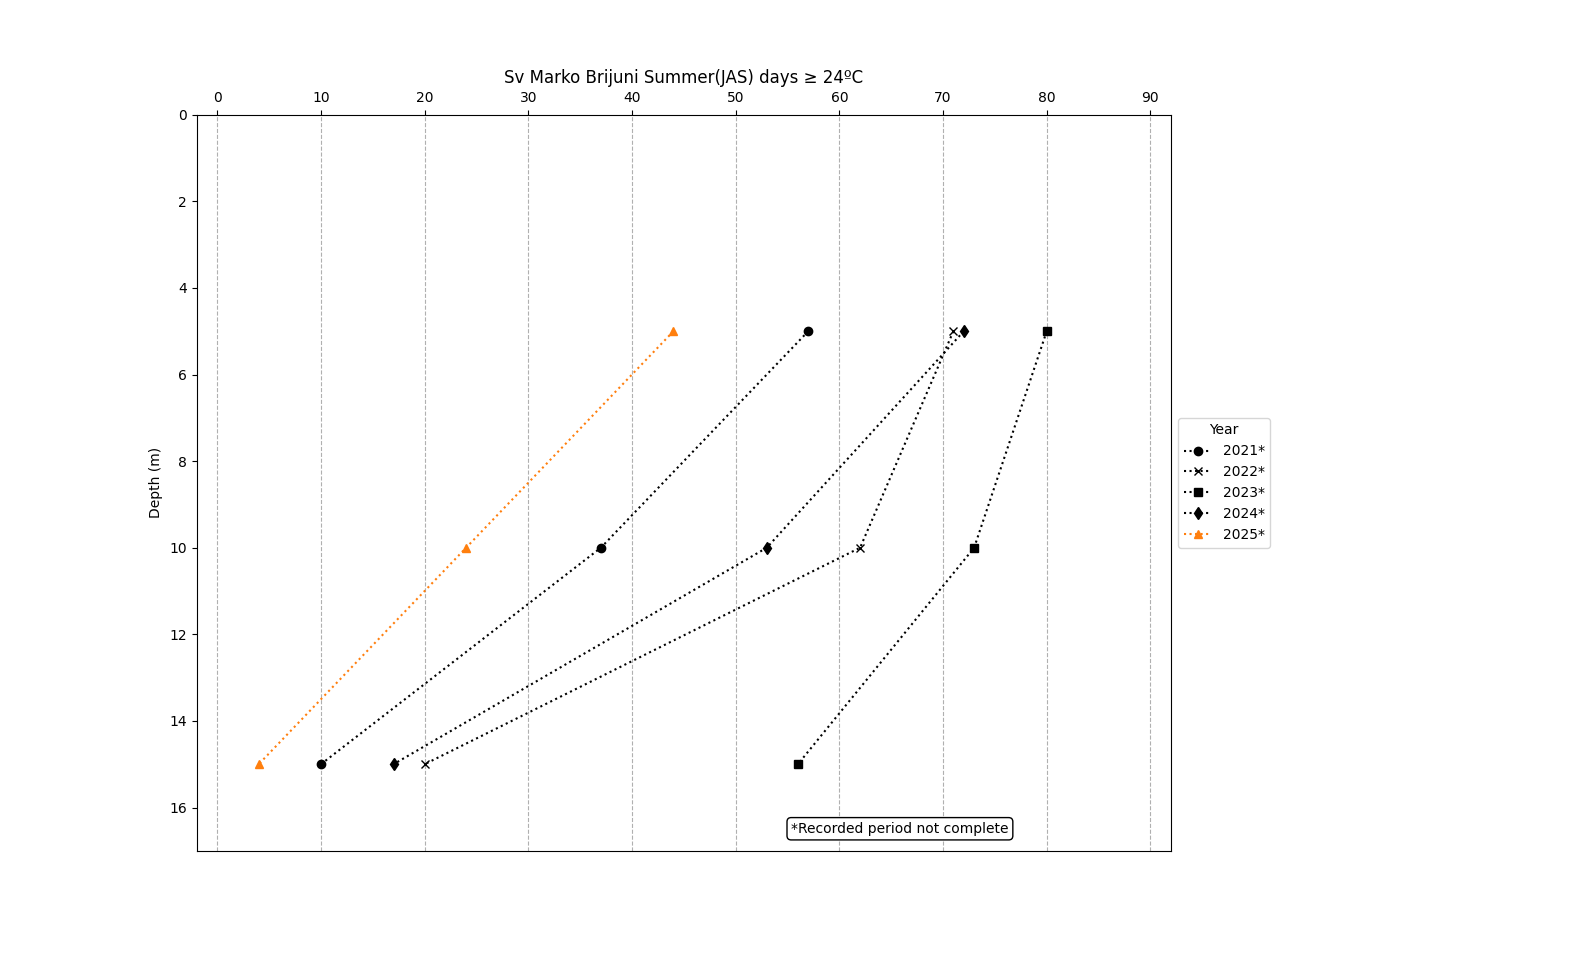 Sv Marko Brijuni Summer(JAS) days ≥ 24ºC
0 10 20 30 40 50 60 70 80 90
0
2
4
6
8
10
12
14
16
Depth (m)
Year
2021*
2022*
2023*
2024*
2025*
*Recorded period not complete